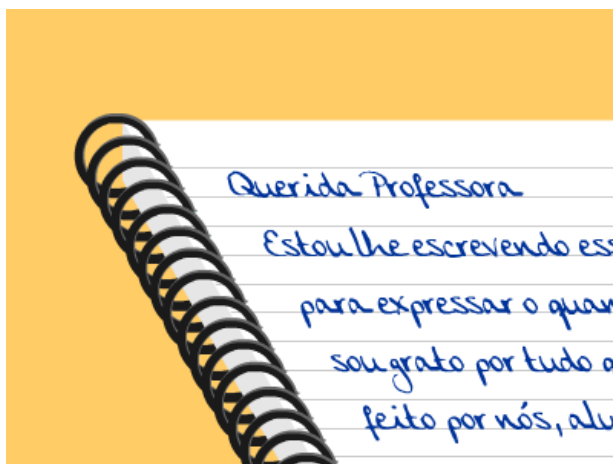 Querida Professora
Estou lhe escrevendo
para expressar o
sou grato por tudo
feito por nós,